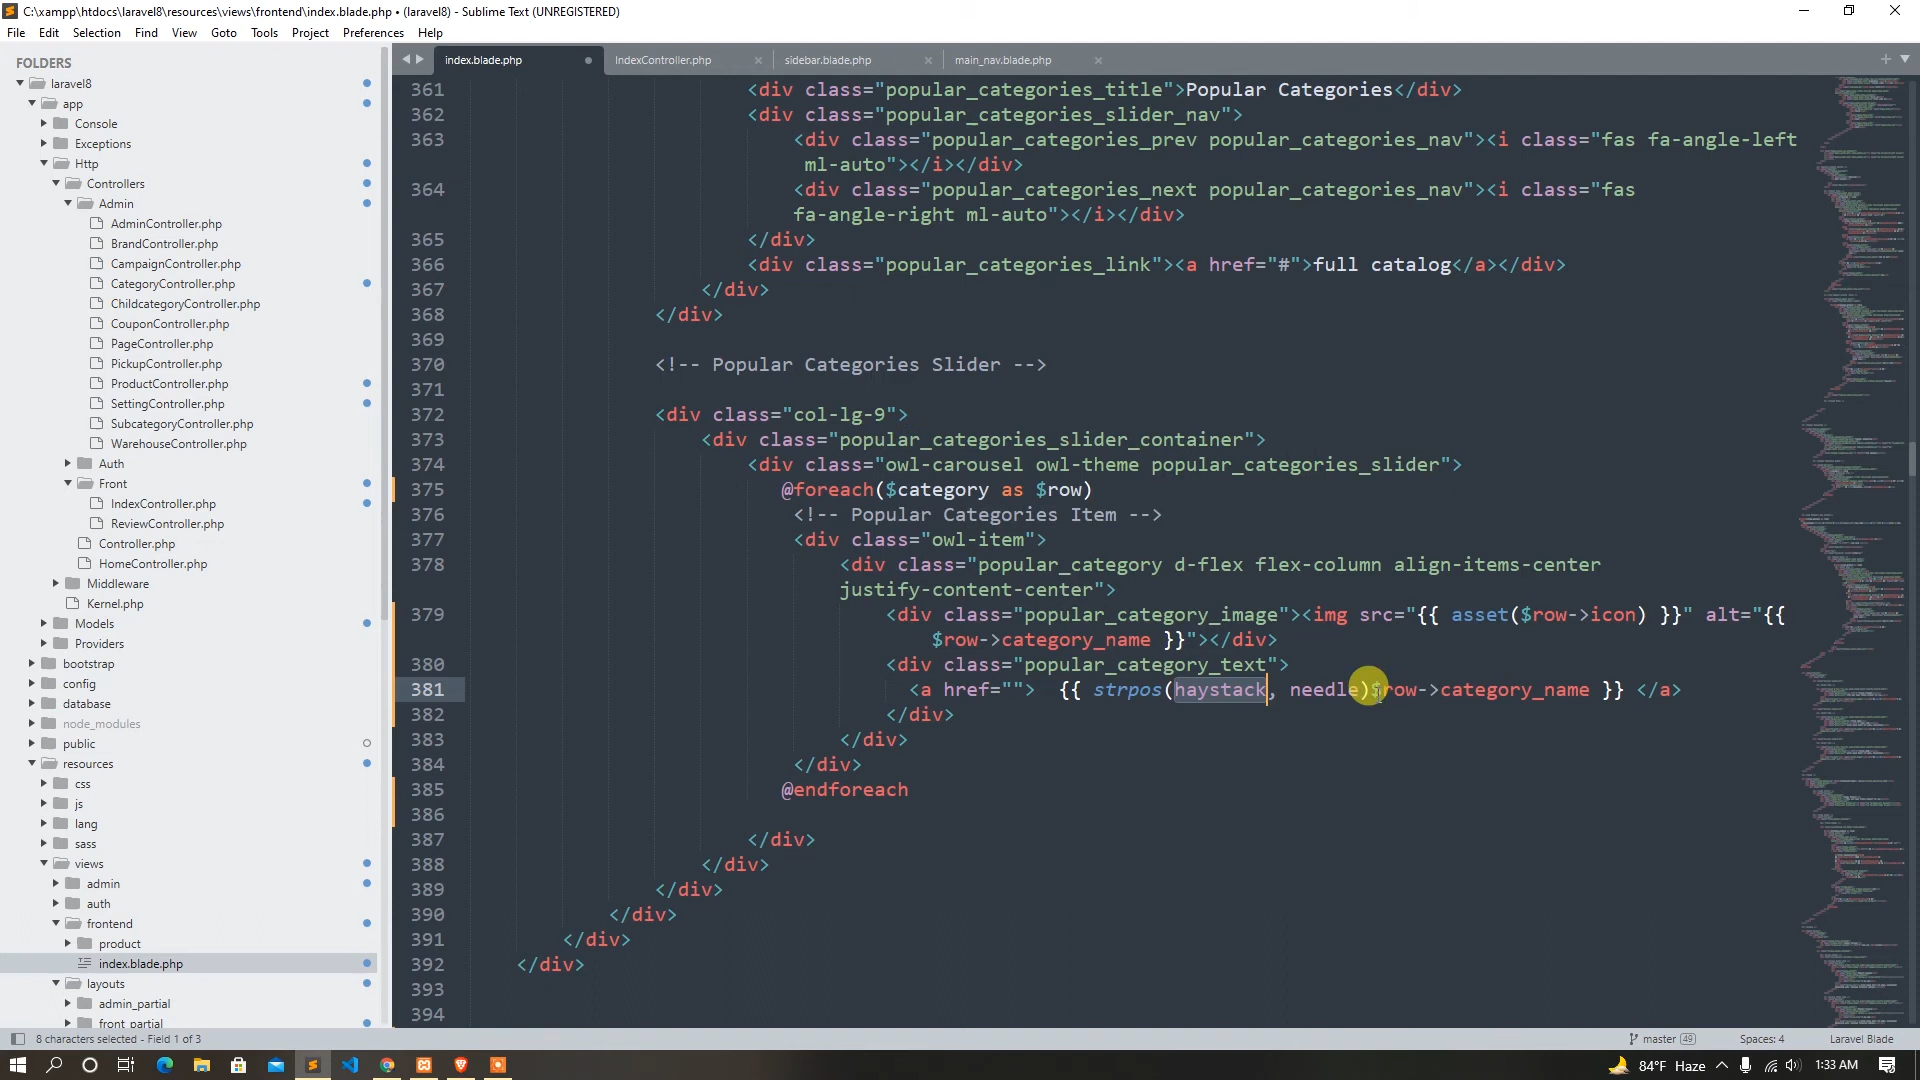 C:\xampp\htdocs\laravel8\resources\views\frontend\index.blade.php • (laravel8) - Sublime Text (UNREGISTERED)
File Edit Selection Find View Goto Tools Project Preferences Help
FOLDERS
laravel8
app
Console
Exceptions
Http
Controllers
Admin
AdminController.php
BrandController.php
CampaignController.php
CategoryController.php
ChildcategoryController.php
CouponController.php
PageController.php
PickupController.php
ProductController.php
SettingController.php
SubcategoryController.php
WarehouseController.php
Auth
Front
IndexController.php
ReviewController.php
Controller.php
HomeController.php
Middleware
Kernel.php
Models
Providers
bootstrap
config
database
node_modules
public
resources
css
js
lang
sass
views
admin
auth
frontend
product
index.blade.php
layouts
admin_partial
front_partial
index.blade.php IndexController.php sidebar.blade.php main_nav.blade.php
361 <div class="popular_categories_title">Popular Categories</div>
362 <div class="popular_categories_slider_nav">
363 <div class="popular_categories_prev popular_categories_nav"><i class="fas fa-angle-left
ml-auto"></i></div>
364 <div class="popular_categories_next popular_categories_nav"><i class="fas
fa-angle-right ml-auto"></i></div>
365 </div>
366 <div class="popular_categories_link"><a href="#">full catalog</a></div>
367 </div>
368 </div>
369
370 <!-- Popular Categories Slider -->
371
372 <div class="col-lg-9">
373 <div class="popular_categories_slider_container">
374 <div class="owl-carousel owl-theme popular_categories_slider">
375 @foreach($category as $row)
376 <!-- Popular Categories Item -->
377 <div class="owl-item">
378 <div class="popular_category d-flex flex-column align-items-center
justify-content-center">
379 <div class="popular_category_image"><img src="{{ asset($row->icon) }}" alt="{{
$row->category_name }}"></div>
380 <div class="popular_category_text">
381 <a href=""> {{ strpos(haystack, needle)$row->category_name }} </a>
382 </div>
383 </div>
384 </div>
385 @endforeach
386
387 </div>
388 </div>
389 </div>
390 </div>
391 </div>
392 </div>
393
394
8 characters selected - Field 1 of 3 master 49 Spaces: 4 Laravel Blade
84°F Haze 1:33 AM